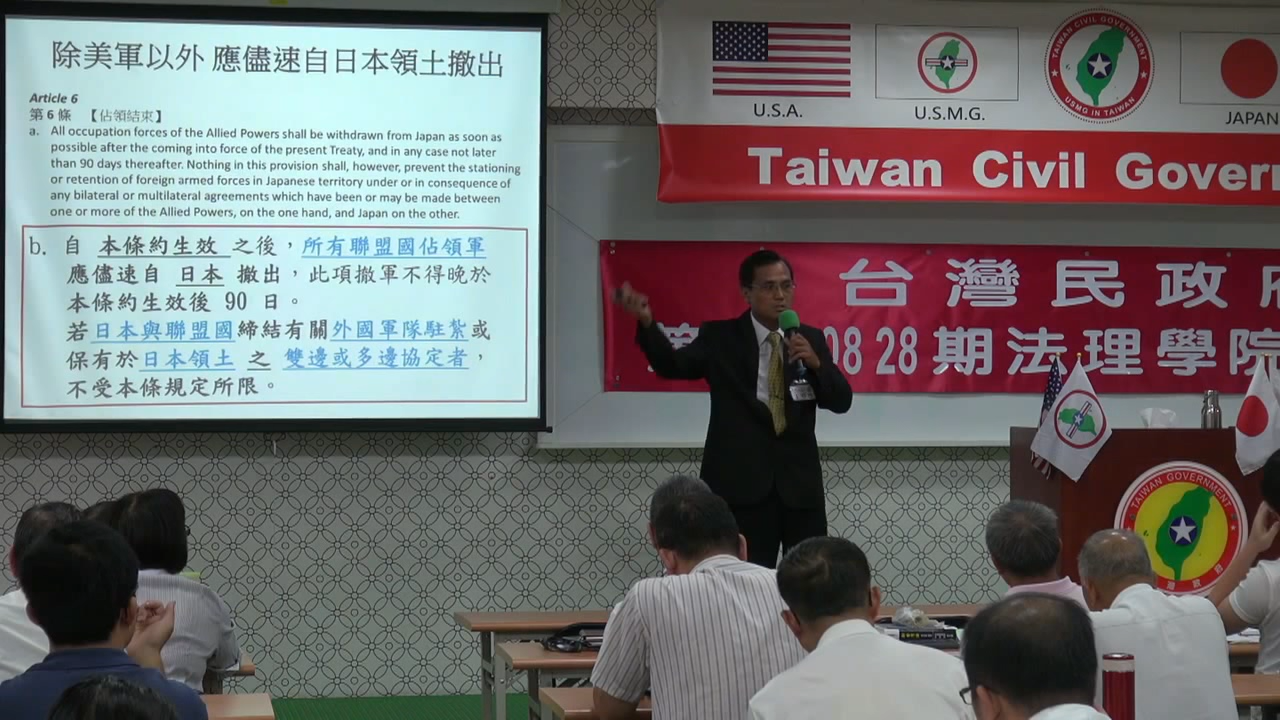 除美軍以外 應儘速自日本領土撤出
Article 6
第 6 條 【佔領結束】
a. All occupation forces of the Allied Powers shall be withdrawn from Japan as soon as
possible after the coming into force of the present Treaty, and in any case not later
than 90 days thereafter. Nothing in this provision shall, however, prevent the stationing
or retention of foreign armed forces in Japanese territory under or in consequence of
any bilateral or multilateral agreements which have been or may be made between
one or more of the Allied Powers, on the one hand, and Japan on the other.
b. 自 本條約生效 之後，所有聯盟國佔領軍
應儘速自 日本 撤出，此項撤軍不得晚於
本條約生效後 90 日。
若日本與聯盟國締結有關外國軍隊駐紮或
保有於日本領土 之 雙邊或多邊協定者，
不受本條規定所限。
U.S.A.
U.S.M.G.
TAIWAN CIVIL GOVERNMENT
USMG IN TAIWAN
JAPAN
Taiwan Civil Govern
台灣民政府
08 28 期法理學院
TAIWAN GOVERNMENT